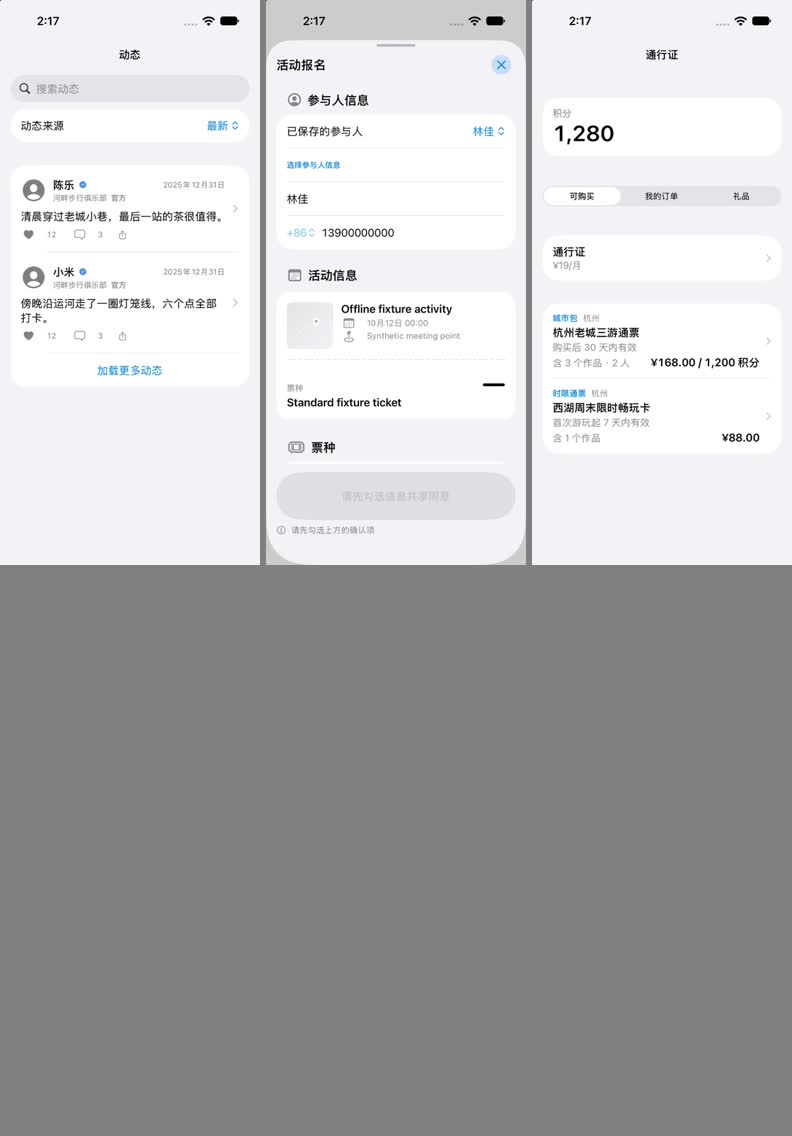 2:17
动态
搜索动态
动态来源
最新
陈乐
2025年12月31日
河畔步行俱乐部 官方
清晨穿过老城小巷，最后一站的茶很值得。
12
3
小米
2025年12月31日
河畔步行俱乐部 官方
傍晚沿运河走了一圈灯笼线，六个点全部
打卡。
12
3
加载更多动态
2:17
活动报名
参与人信息
已保存的参与人
林佳
选择参与人信息
林佳
+86
13900000000
活动信息
Offline fixture activity
10月12日 00:00
Synthetic meeting point
票种
Standard fixture ticket
票种
请先勾选信息共享同意
请先勾选上方的确认项
2:17
通行证
积分
1,280
可购买
我的订单
礼品
通行证
¥19/月
城市包 杭州
杭州老城三游通票
购买后 30 天内有效
含 3 个作品 · 2 人
¥168.00 / 1,200 积分
时限通票 杭州
西湖周末限时畅玩卡
首次游玩起 7 天内有效
含 1 个作品
¥88.00